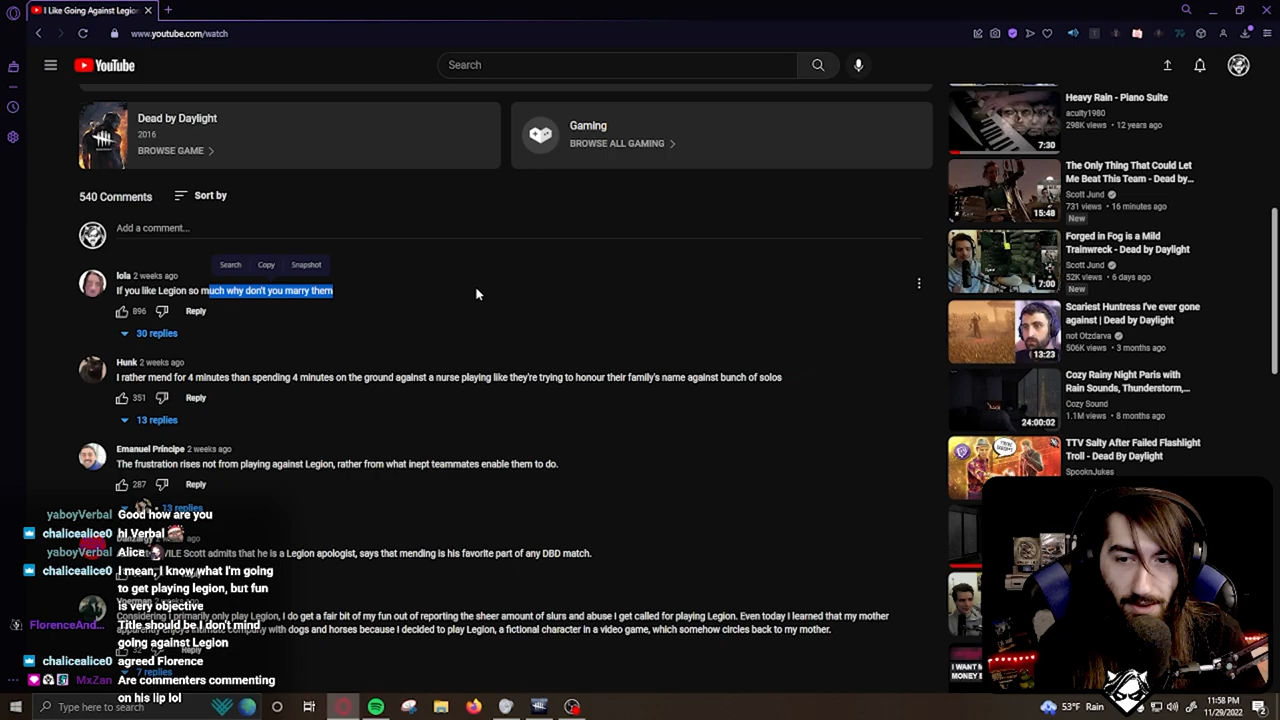 I Like Going Against Legio
www.youtube.com/watch
YouTube
Search
Dead by Daylight
2016
BROWSE GAME
Gaming
BROWSE ALL GAMING
540 Comments
Sort by
Add a comment...
Search Copy Snapshot
lola 2 weeks ago
If you like Legion so much why don't you marry them
896 Reply
30 replies
Hunk 2 weeks ago
I rather mend for 4 minutes than spending 4 minutes on the ground against a nurse playing like they're trying to honour their family's name against bunch of solos
351 Reply
13 replies
Emanuel Príncipe 2 weeks ago
The frustration rises not from playing against Legion, rather from what inept teammates enable them to do.
287 Reply
13 replies
VILE Scott admits that he is a Legion apologist, says that mending is his favorite part of any DBD match.
Considering I primarily only play Legion, I do get a fair bit of my fun out of reporting the sheer amount of slurs and abuse I get called for playing Legion. Even today I learned that my mother
apparently enjoys intimate company with dogs and horses because I decided to play Legion, a fictional character in a video game, which somehow circles back to my mother.
7 replies
yaboyVerbal Good how are you
chalicealice0 hi Verbal
yaboyVerbal Alice
chalicealice0 I mean, I know what I'm going
to get playing legion, but fun
is very objective
FlorenceAnd... Title should be I don't mind
going against Legion
chalicealice0 agreed Florence
MxZan Are commenters commenting
on his lip lol
Heavy Rain - Piano Suite
acuity1980
298K views • 12 years ago
7:30
The Only Thing That Could Let
Me Beat This Team - Dead by...
Scott Jund
731 views • 16 minutes ago
New
15:48
Forged in Fog is a Mild
Trainwreck - Dead by Daylight
Scott Jund
52K views • 6 days ago
New
7:00
Scariest Huntress I've ever gone
against | Dead by Daylight
not Otzdarva
506K views • 3 months ago
13:23
Cozy Rainy Night Paris with
Rain Sounds, Thunderstorm,...
Cozy Sound
1.1M views • 8 months ago
24:00:02
TTV Salty After Failed Flashlight
Troll - Dead By Daylight
SpooknJukes
I WANT
MONEY
Type here to search
53°F Rain
11:58 PM
11/29/2022